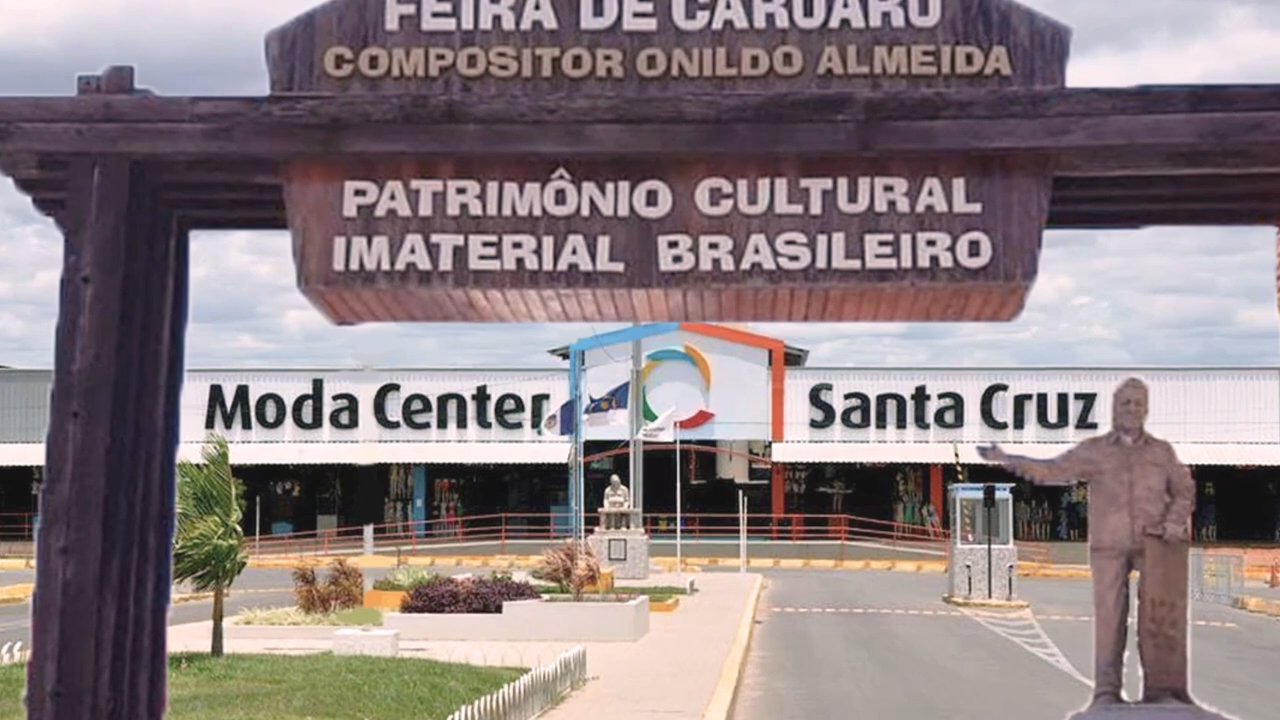 FEIRA DE CARUARU
COMPOSITOR ONILDO ALMEIDA
PATRIMÔNIO CULTURAL
IMATERIAL BRASILEIRO
Moda Center
Santa Cruz